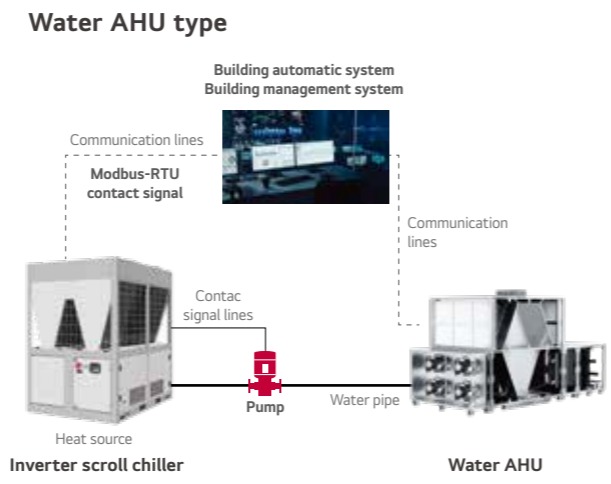 Water AHU type
Building automatic system
Building management system
Communication lines
Modbus-RTU
contact signal
Communication
lines
Contac
signal lines
Pump
Water pipe
Heat source
Inverter scroll chiller
Water AHU